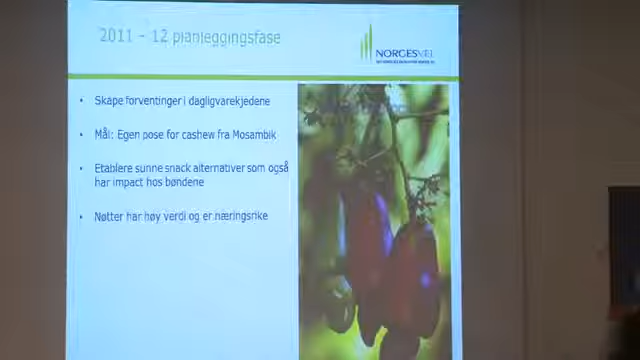 2011 – 12 planleggingsfase
NORGESVEL
• Skape forventinger i dagligvarekjedene
• Mål: Egen pose for cashew fra Mosambik
• Etablere sunne snack alternativer som også
har impact hos bøndene
• Nøtter har høy verdi og er næringsrike